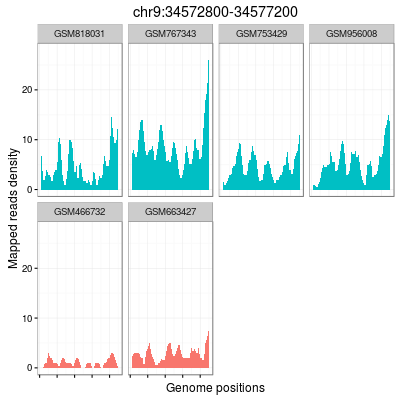 chr9:34572800-34577200
GSM818031 GSM767343 GSM753429 GSM956008
20
10
0
GSM466732 GSM663427
20
10
0
Mapped reads density
Genome positions